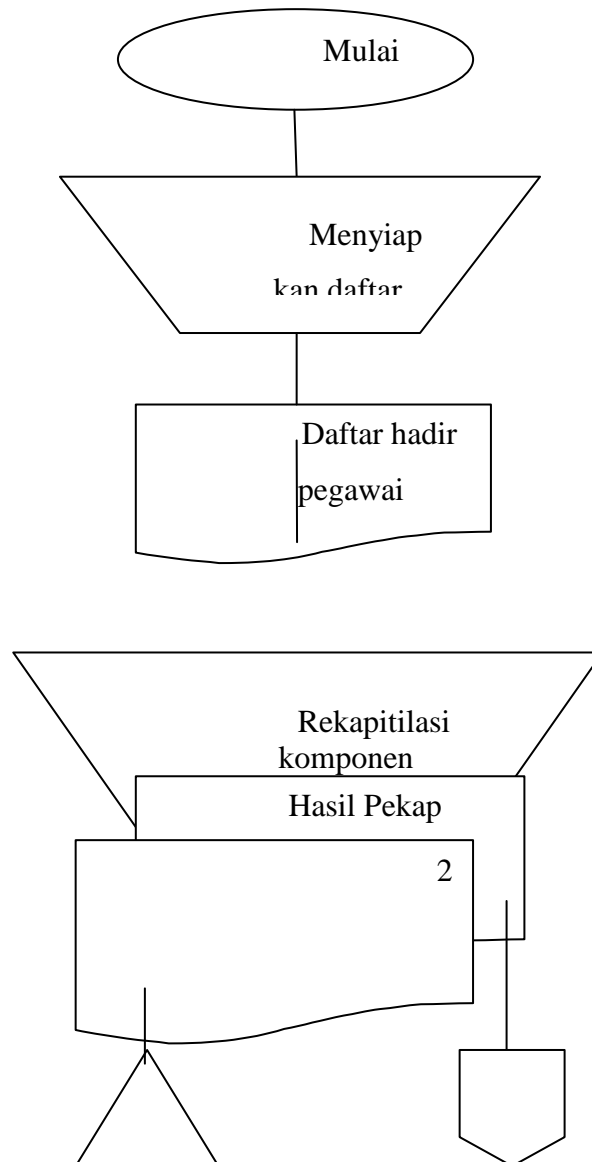 Mulai
Menyiap
kan daftar
Daftar hadir
pegawai
Rekapitilasi
komponen
Hasil Pekap
2